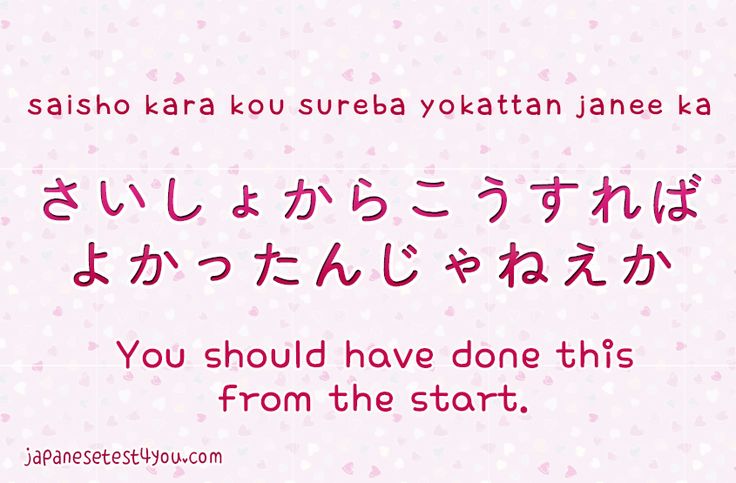 saisho kara kou sureba yokattan janee ka
さいしょからこうすれば
よかったんじゃねえか
You should have done this
from the start.
japanesetest4you.com